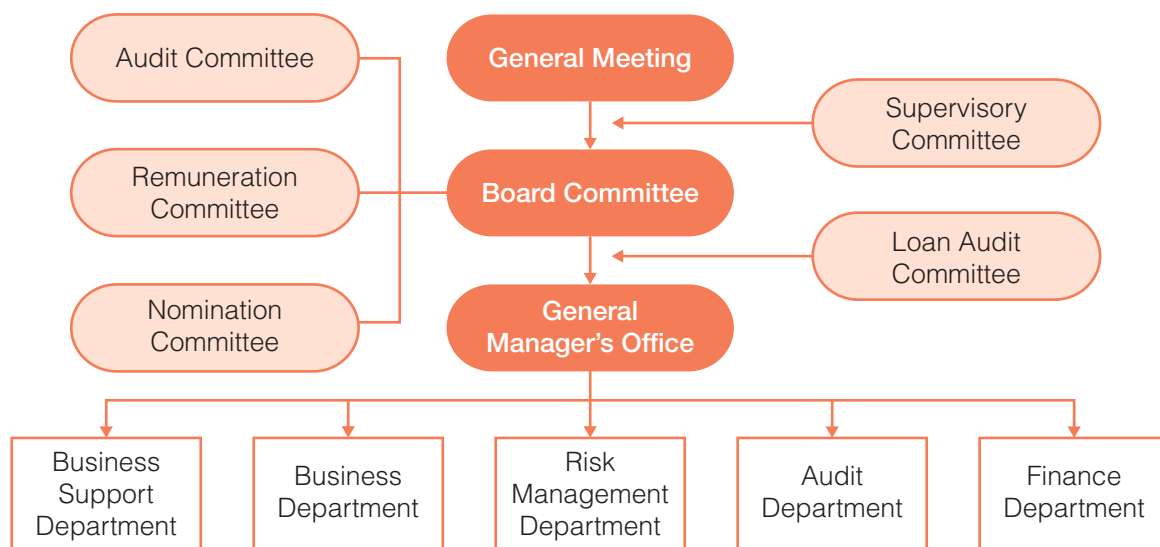 Audit Committee
General Meeting
Supervisory
Committee
Remuneration
Committee
Board Committee
Loan Audit
Committee
Nomination
Committee
General
Manager’s Office
Business
Support
Department
Business
Department
Risk
Management
Department
Audit
Department
Finance
Department